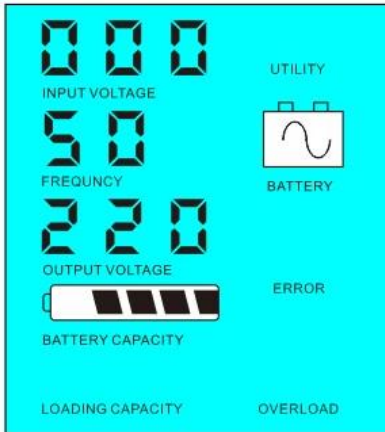 000
UTILITY
INPUT VOLTAGE
50
FREQUNCY
BATTERY
220
OUTPUT VOLTAGE
ERROR
BATTERY CAPACITY
LOADING CAPACITY
OVERLOAD